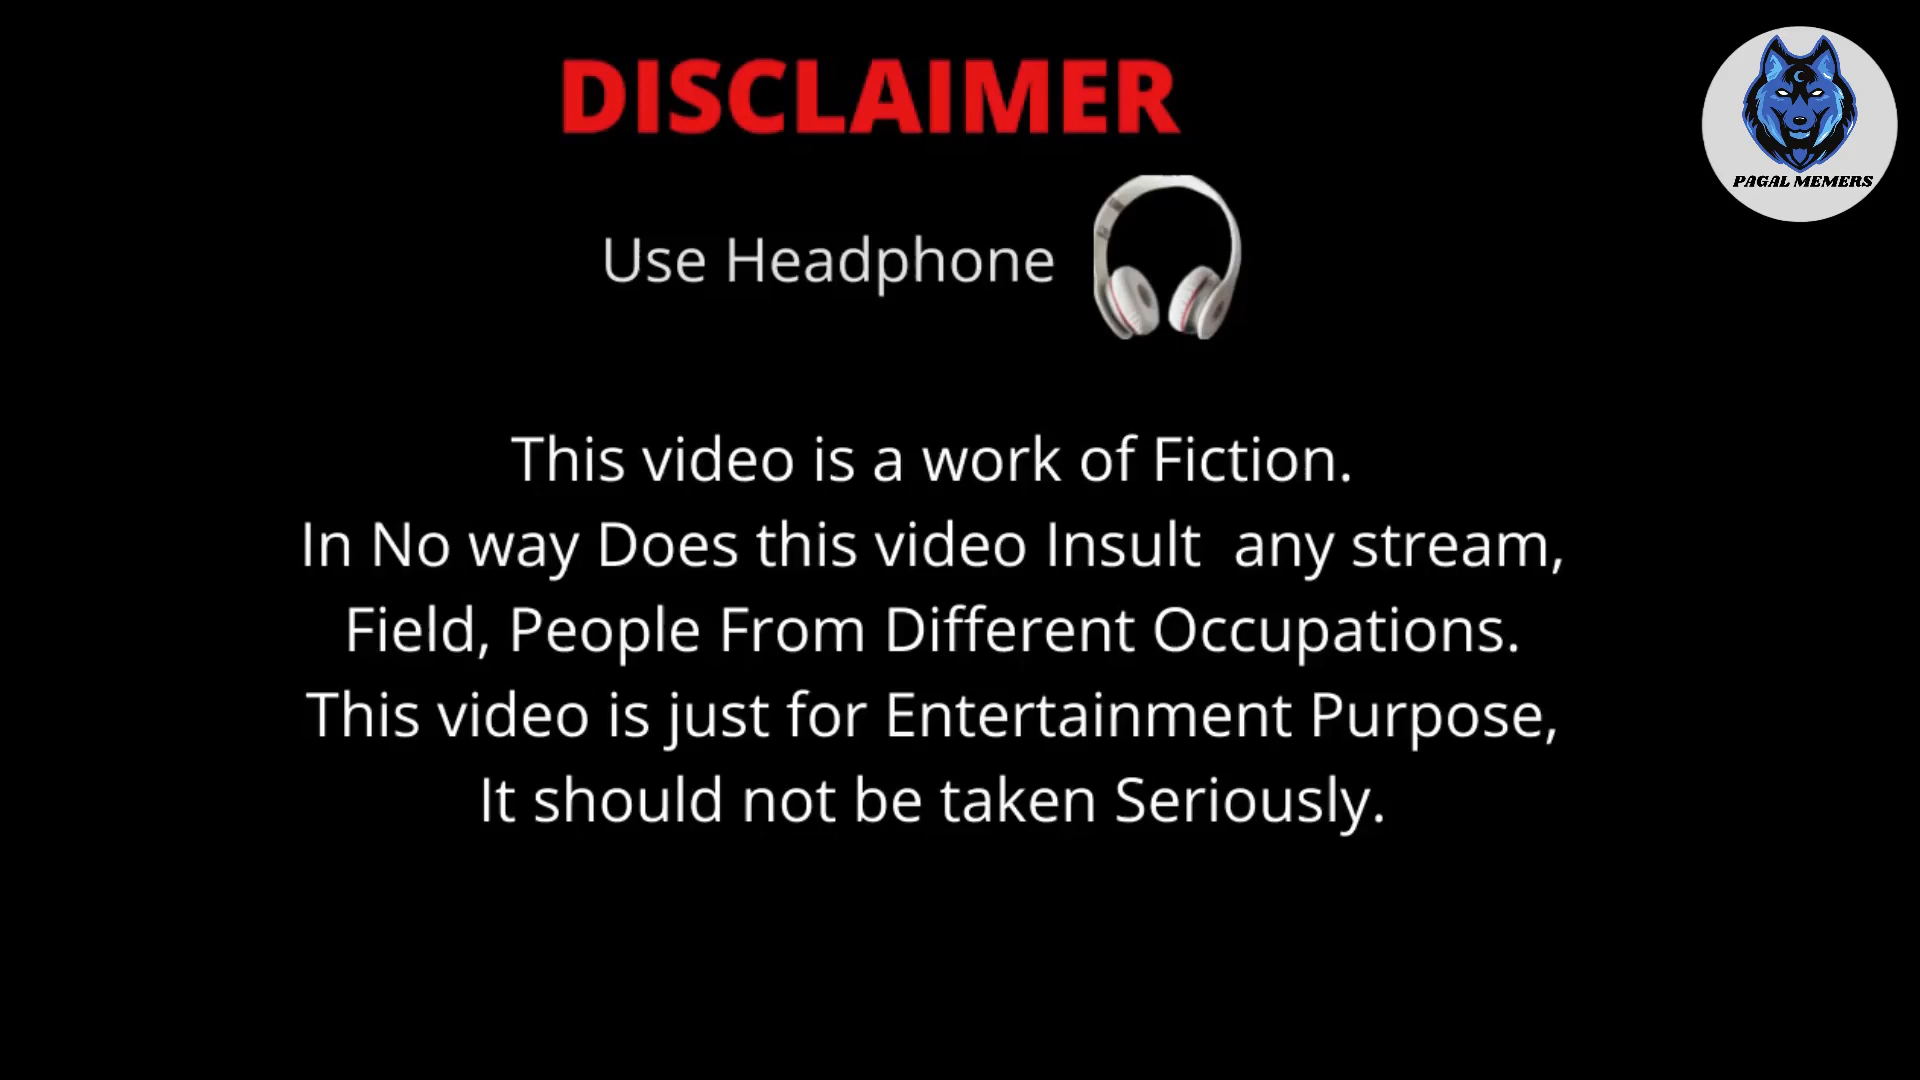 DISCLAIMER
PAGAL MEMERS
Use Headphone
This video is a work of Fiction.
In No way Does this video Insult  any stream,
Field, People From Different Occupations.
This video is just for Entertainment Purpose,
It should not be taken Seriously.